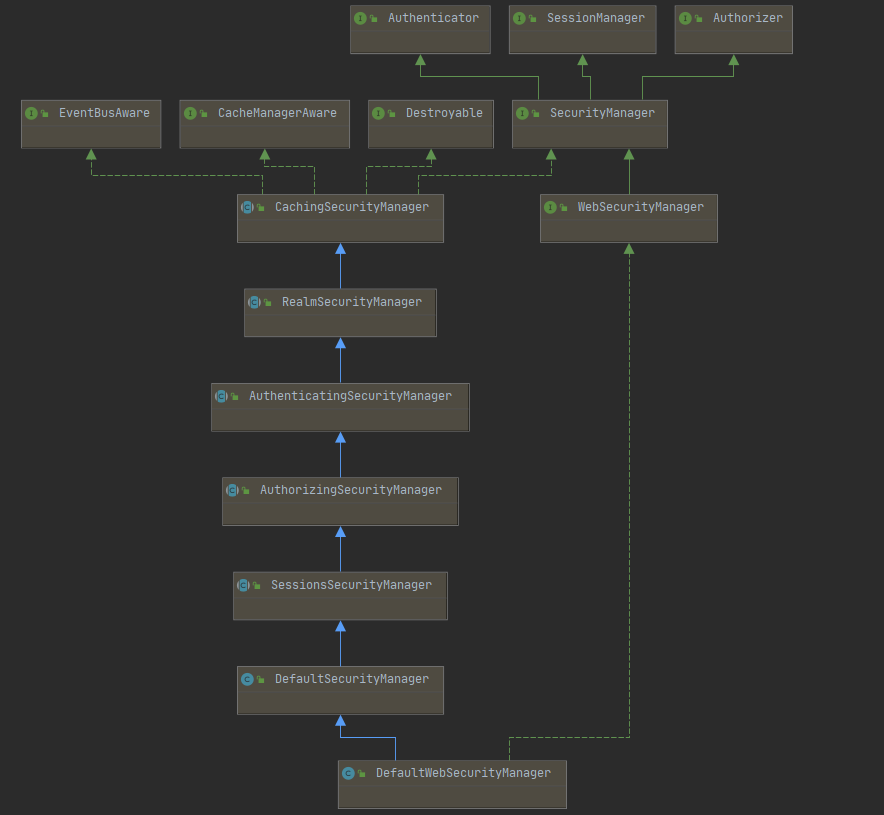 Authenticator
SessionManager
Authorizer
EventBusAware
CacheManagerAware
Destroyable
SecurityManager
CachingSecurityManager
WebSecurityManager
RealmSecurityManager
AuthenticatingSecurityManager
AuthorizingSecurityManager
SessionsSecurityManager
DefaultSecurityManager
DefaultWebSecurityManager